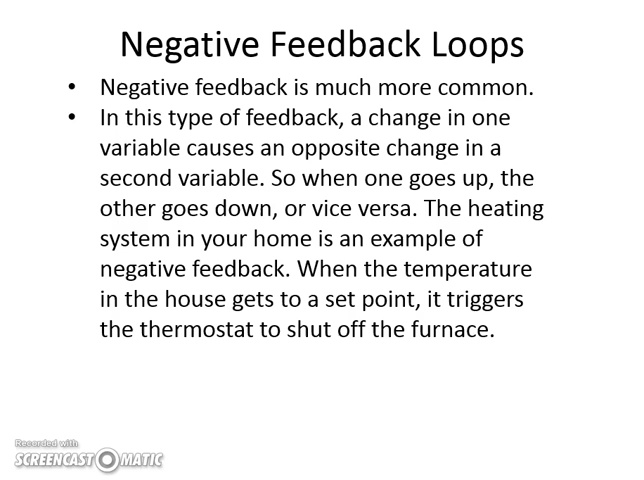 Negative Feedback Loops
• Negative feedback is much more common.
• In this type of feedback, a change in one
variable causes an opposite change in a
second variable. So when one goes up, the
other goes down, or vice versa. The heating
system in your home is an example of
negative feedback. When the temperature
in the house gets to a set point, it triggers
the thermostat to shut off the furnace.
Recorded with
SCREENCAST MATIC